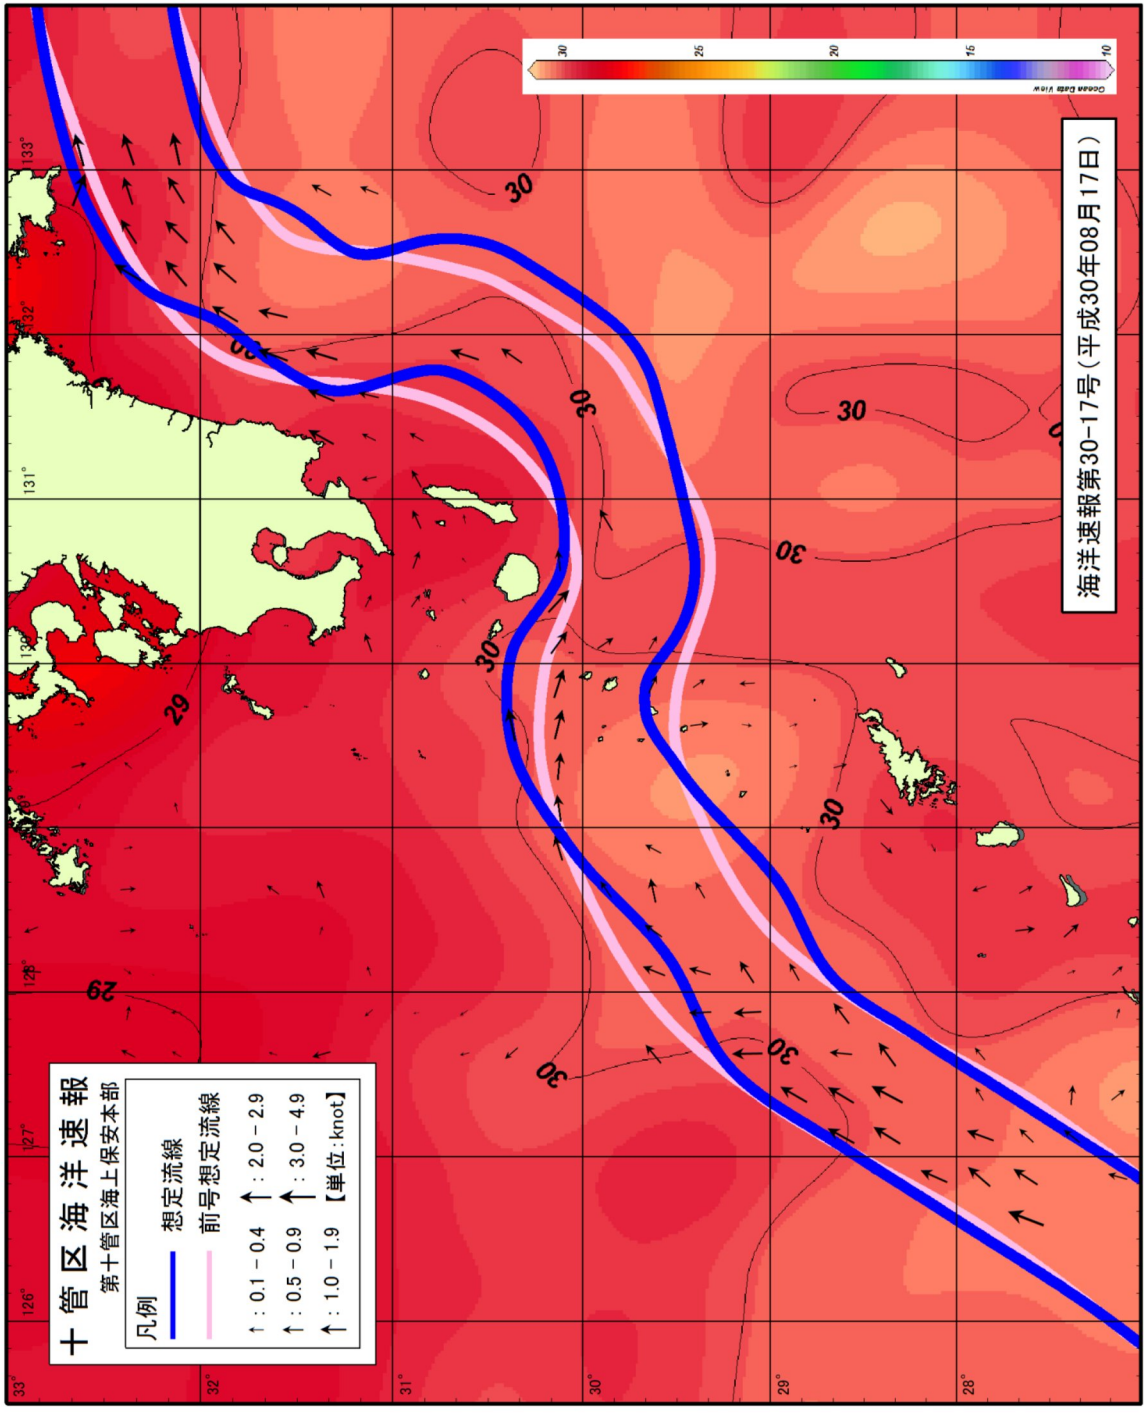 十管区海洋速報
第十管区海上保安本部
凡例
想定流線
前号想定流線
↑: 0.1 - 0.4
↑: 2.0 - 2.9
↑: 0.5 - 0.9
↑: 3.0 - 4.9
↑: 1.0 - 1.9
【単位:knot】
海洋速報第30-17号(平成30年08月17日)
30
25
20
15
10
Ocean Data View
33°
32°
31°
30°
29°
28°
126°
127°
128°
131°
132°
133°
29
29
30
30
30
30
30
30
30
30
30